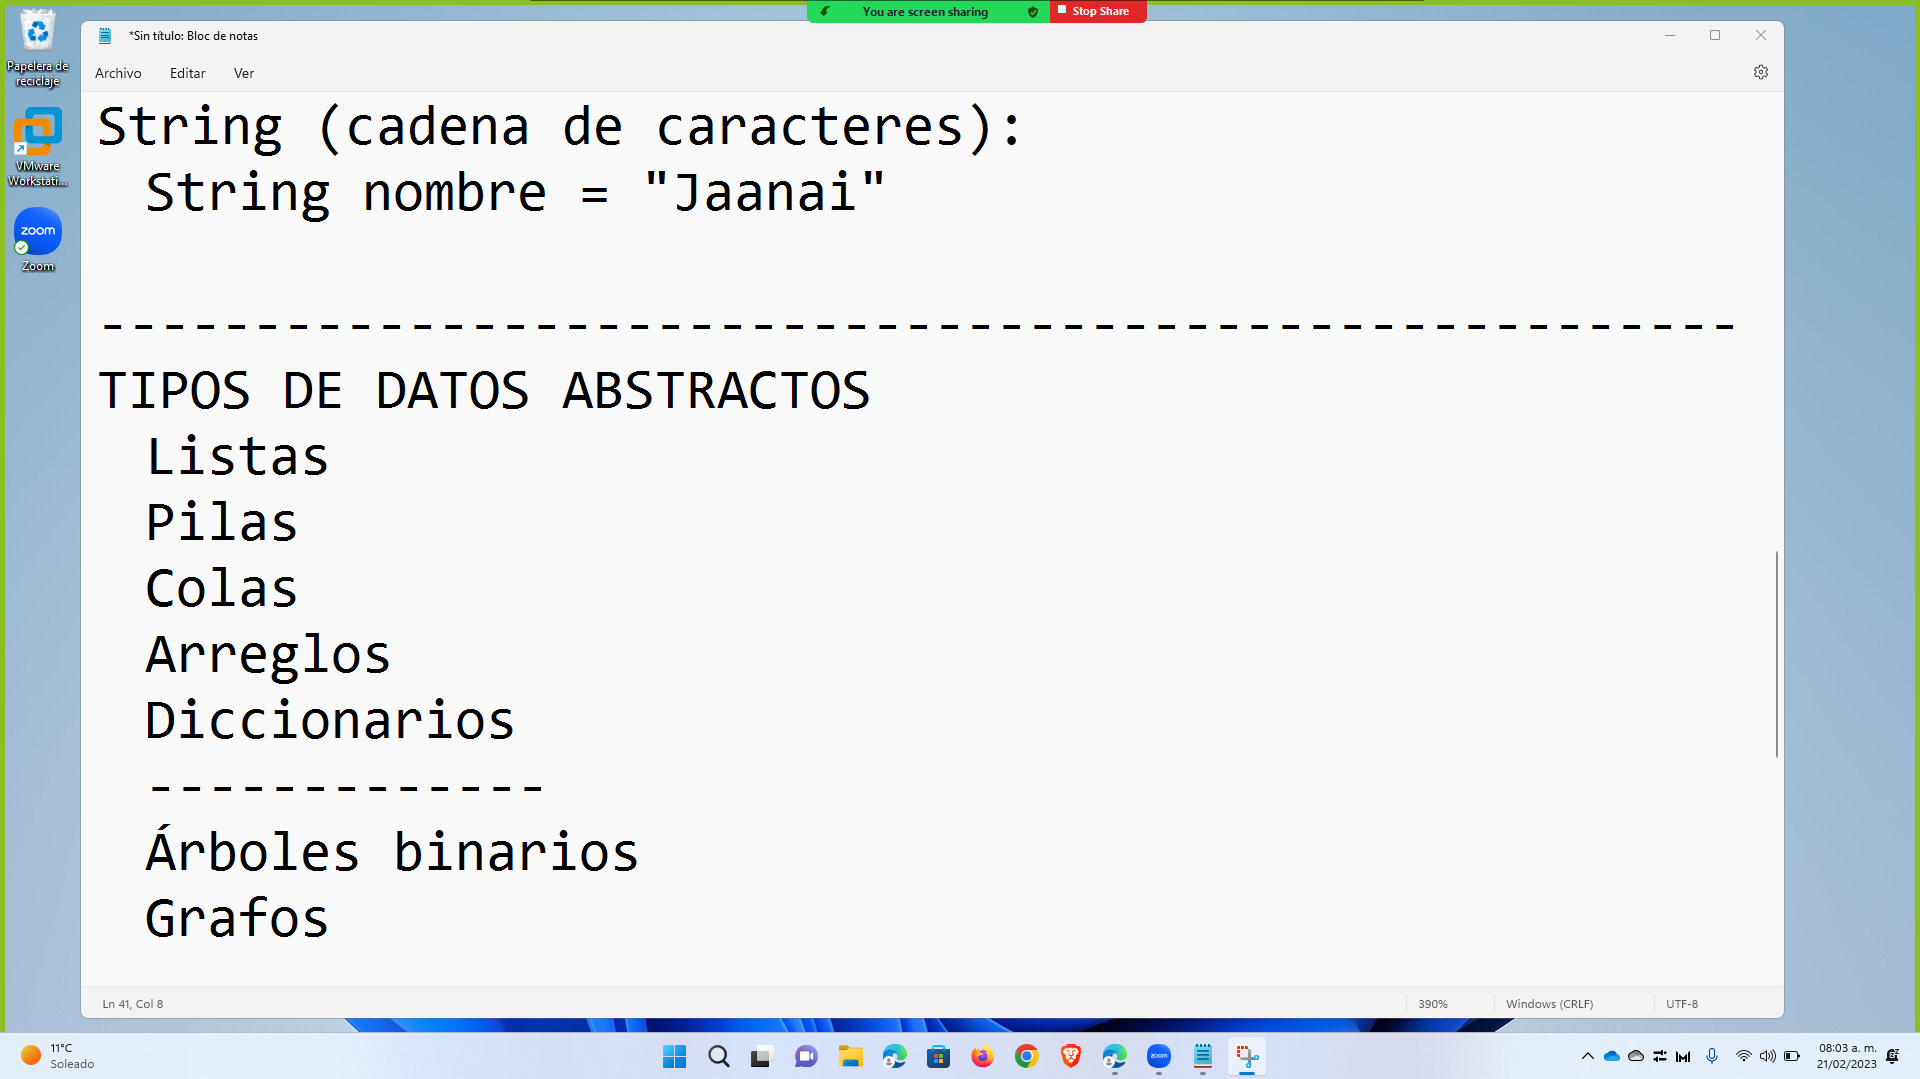 You are screen sharing
Stop Share
Papelera de
reciclaje
VMware
Workstati...
zoom
Zoom
*Sin título: Bloc de notas
Archivo Editar Ver
String (cadena de caracteres):
String nombre = "Jaanai"
-----------------------------------------------------
TIPOS DE DATOS ABSTRACTOS
Listas
Pilas
Colas
Arreglos
Diccionarios
-------------
Árboles binarios
Grafos
Ln 41, Col 8 390% Windows (CRLF) UTF-8
11°C
Soleado
zoom
08:03 a. m.
21/02/2023